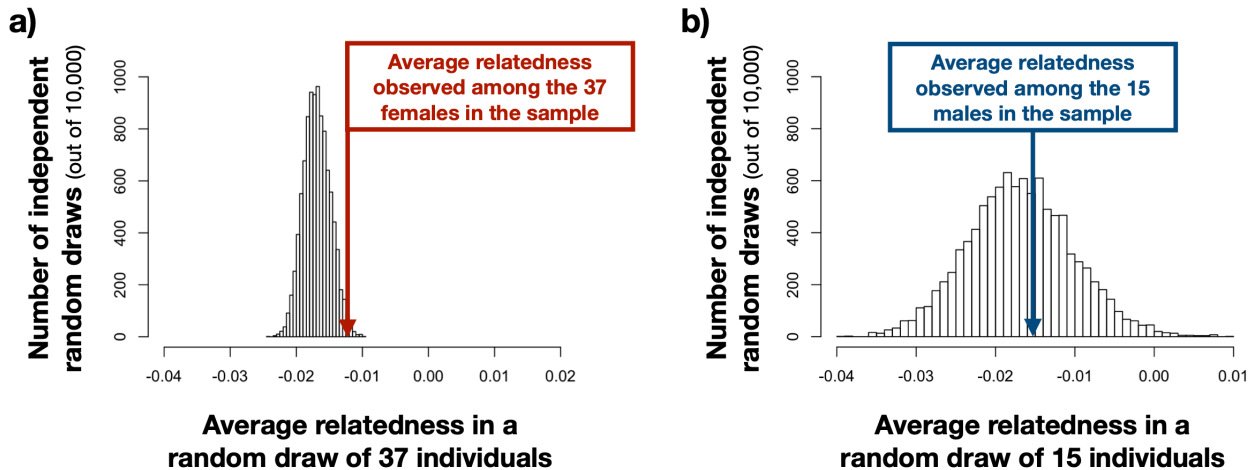 a)
Number of independent
random draws (out of 10,000)
1000
800
600
400
200
0
Average relatedness
observed among the 37
females in the sample
-0.04
-0.03
-0.02
-0.01
0.00
0.01
0.02
Average relatedness in a
random draw of 37 individuals
b)
Number of independent
random draws (out of 10,000)
1000
800
600
400
200
0
Average relatedness
observed among the 15
males in the sample
-0.04
-0.03
-0.02
-0.01
0.00
0.01
Average relatedness in a
random draw of 15 individuals